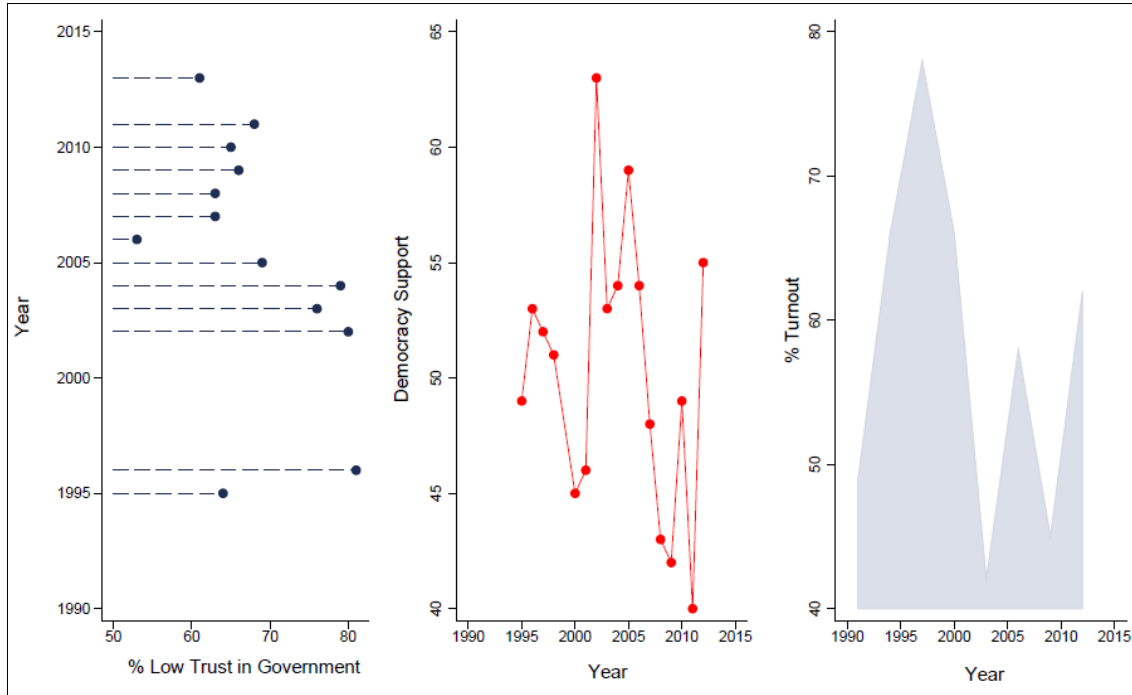 2015
2010
2005
2000
1995
1990
Year
50 60 70 80
% Low Trust in Government
65
60
55
50
45
40
Democracy Support
1990 1995 2000 2005 2010 2015
Year
80
70
60
50
40
% Turnout
1990 1995 2000 2005 2010 2015
Year